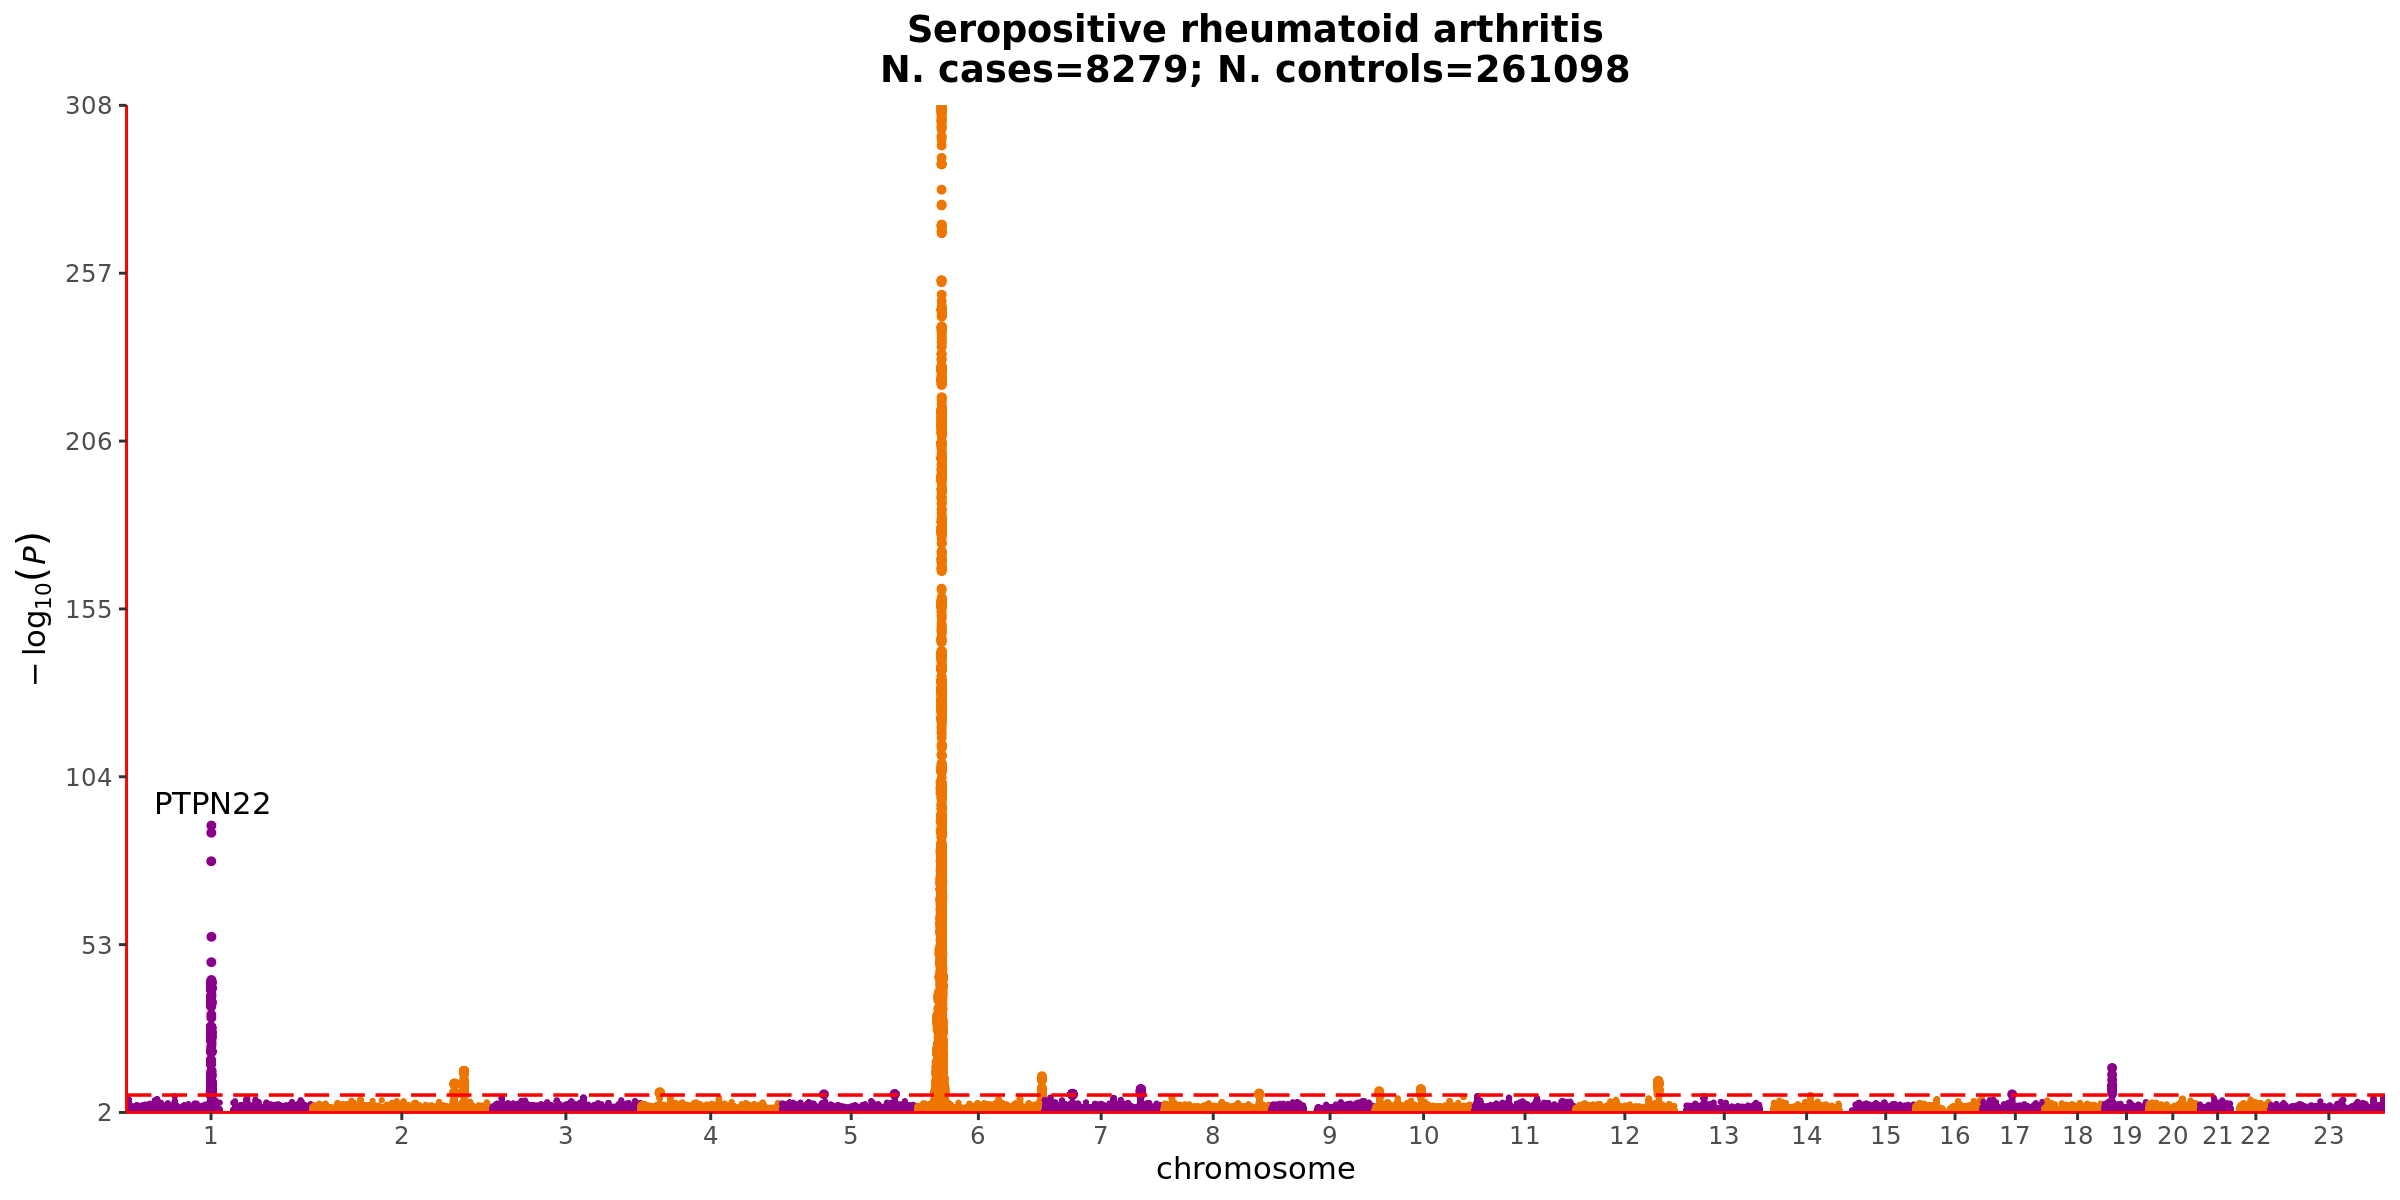 Seropositive rheumatoid arthritis
N. cases=8279; N. controls=261098
308
257
206
155
104
53
2
− log10(P)
PTPN22
1 2 3 4 5 6 7 8 9 10 11 12 13 14 15 16 17 18 19 20 21 22 23
chromosome